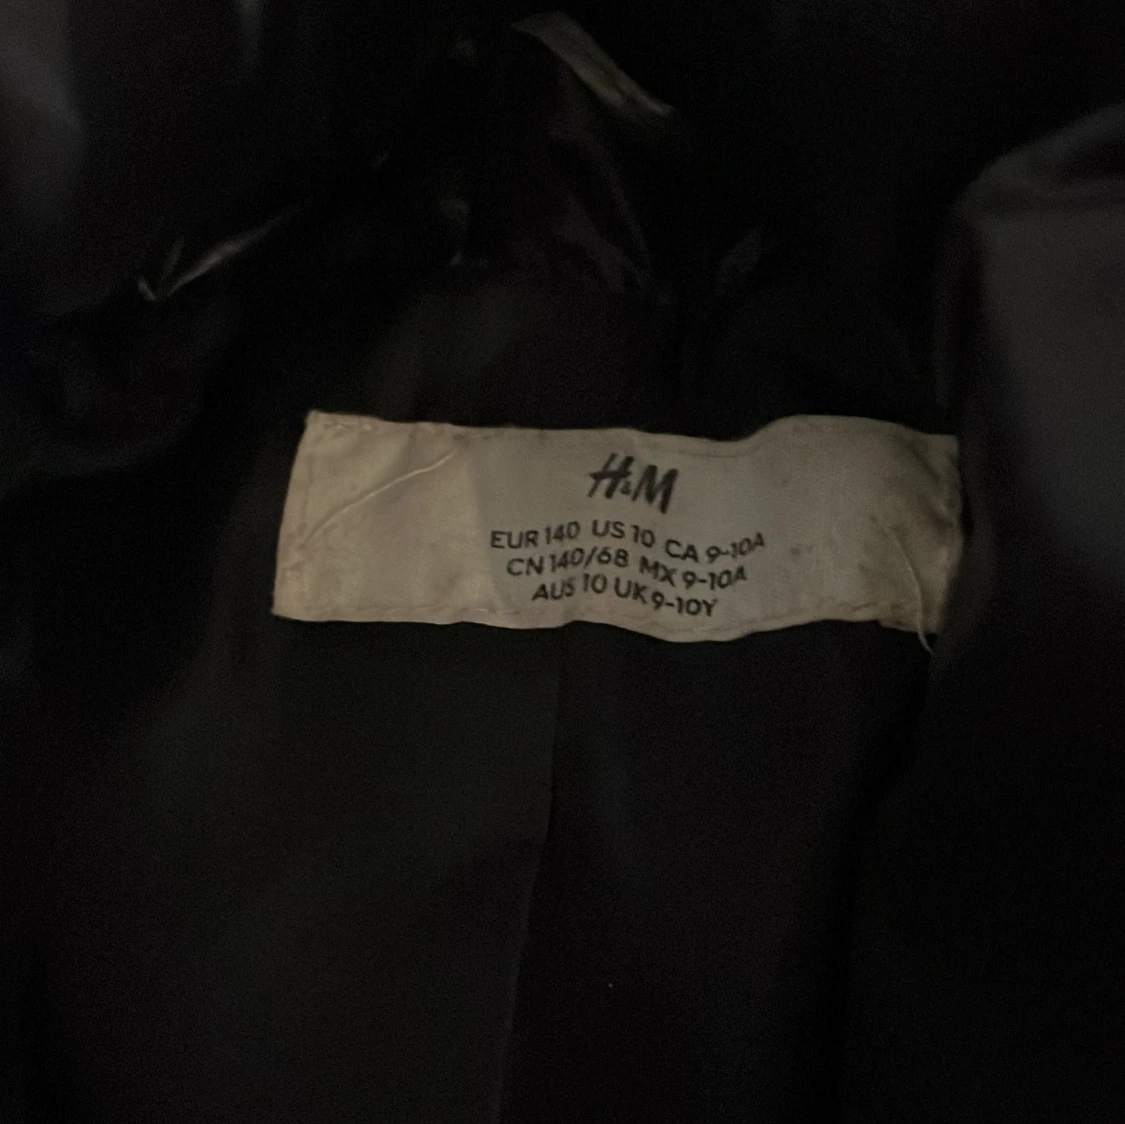 H&M
EUR 140 US 10 CA 9-10A
CN 140/68 MX 9-10A
AUS 10 UK 9-10Y